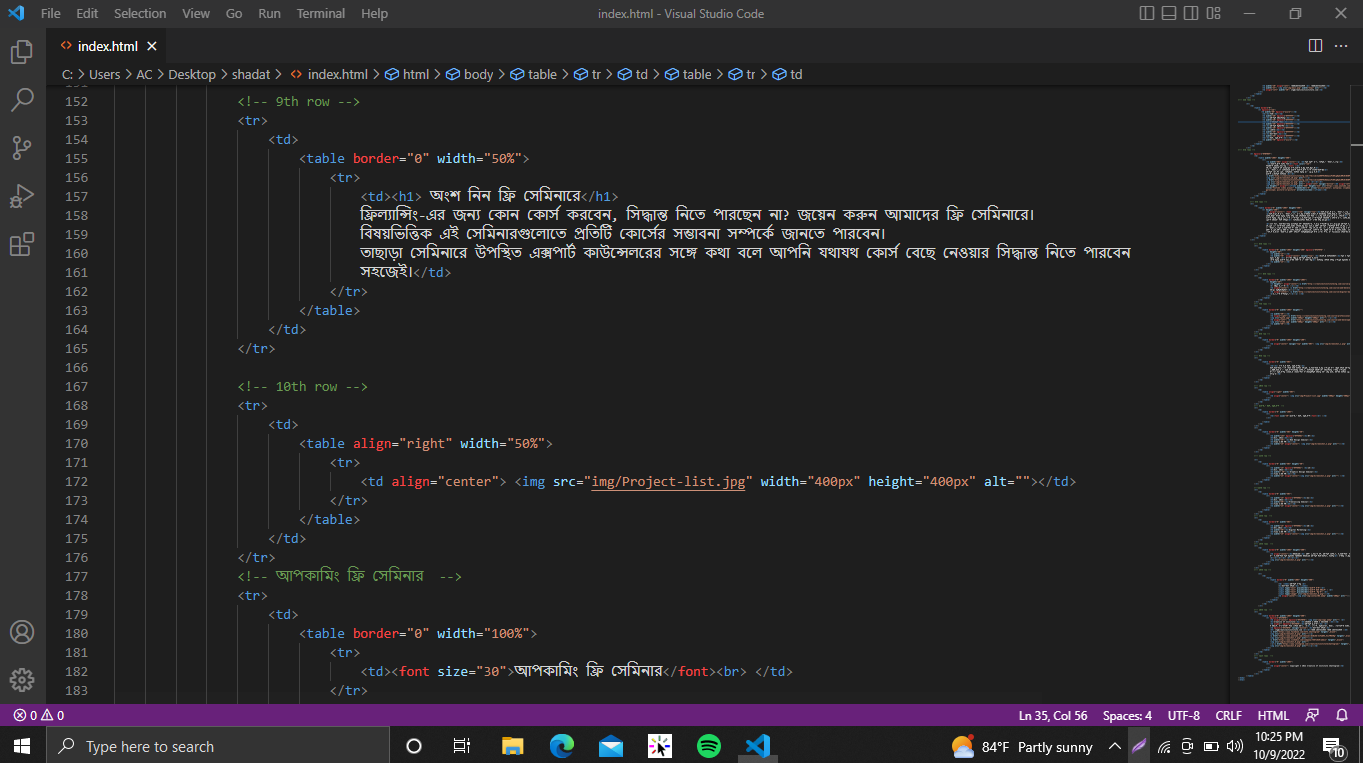 File Edit Selection View Go Run Terminal Help index.html - Visual Studio Code
index.html
C: > Users > AC > Desktop > shadat > index.html > html > body > table > tr > td > table > tr > td
152 <!-- 9th row -->
153 <tr>
154 <td>
155 <table border="0" width="50%">
156 <tr>
157 <td><h1> অংশ নিন ফ্রি সেমিনারে</h1>
158 ফ্রিল্যান্সিং-এর জন্য কোন কোর্স করবেন, সিদ্ধান্ত নিতে পারছেন না? জয়েন করুন আমাদের ফ্রি সেমিনারে।
159 বিষয়ভিত্তিক এই সেমিনারগুলোতে প্রতিটি কোর্সের সম্ভাবনা সম্পর্কে জানতে পারবেন।
160 তাছাড়া সেমিনারে উপস্থিত এক্সপার্ট কাউন্সেলরের সঙ্গে কথা বলে আপনি যথাযথ কোর্স বেছে নেওয়ার সিদ্ধান্ত নিতে পারবেন
161 সহজেই।</td>
162 </tr>
163 </table>
164 </td>
165 </tr>
166
167 <!-- 10th row -->
168 <tr>
169 <td>
170 <table align="right" width="50%">
171 <tr>
172 <td align="center"> <img src="img/Project-list.jpg" width="400px" height="400px" alt=""></td>
173 </tr>
174 </table>
175 </td>
176 </tr>
177 <!-- আপকামিং ফ্রি সেমিনার -->
178 <tr>
179 <td>
180 <table border="0" width="100%">
181 <tr>
182 <td><font size="30">আপকামিং ফ্রি সেমিনার</font><br> </td>
183 </tr>
0 0 Ln 35, Col 56 Spaces: 4 UTF-8 CRLF HTML
Type here to search 84°F Partly sunny 10:25 PM
10/9/2022 10